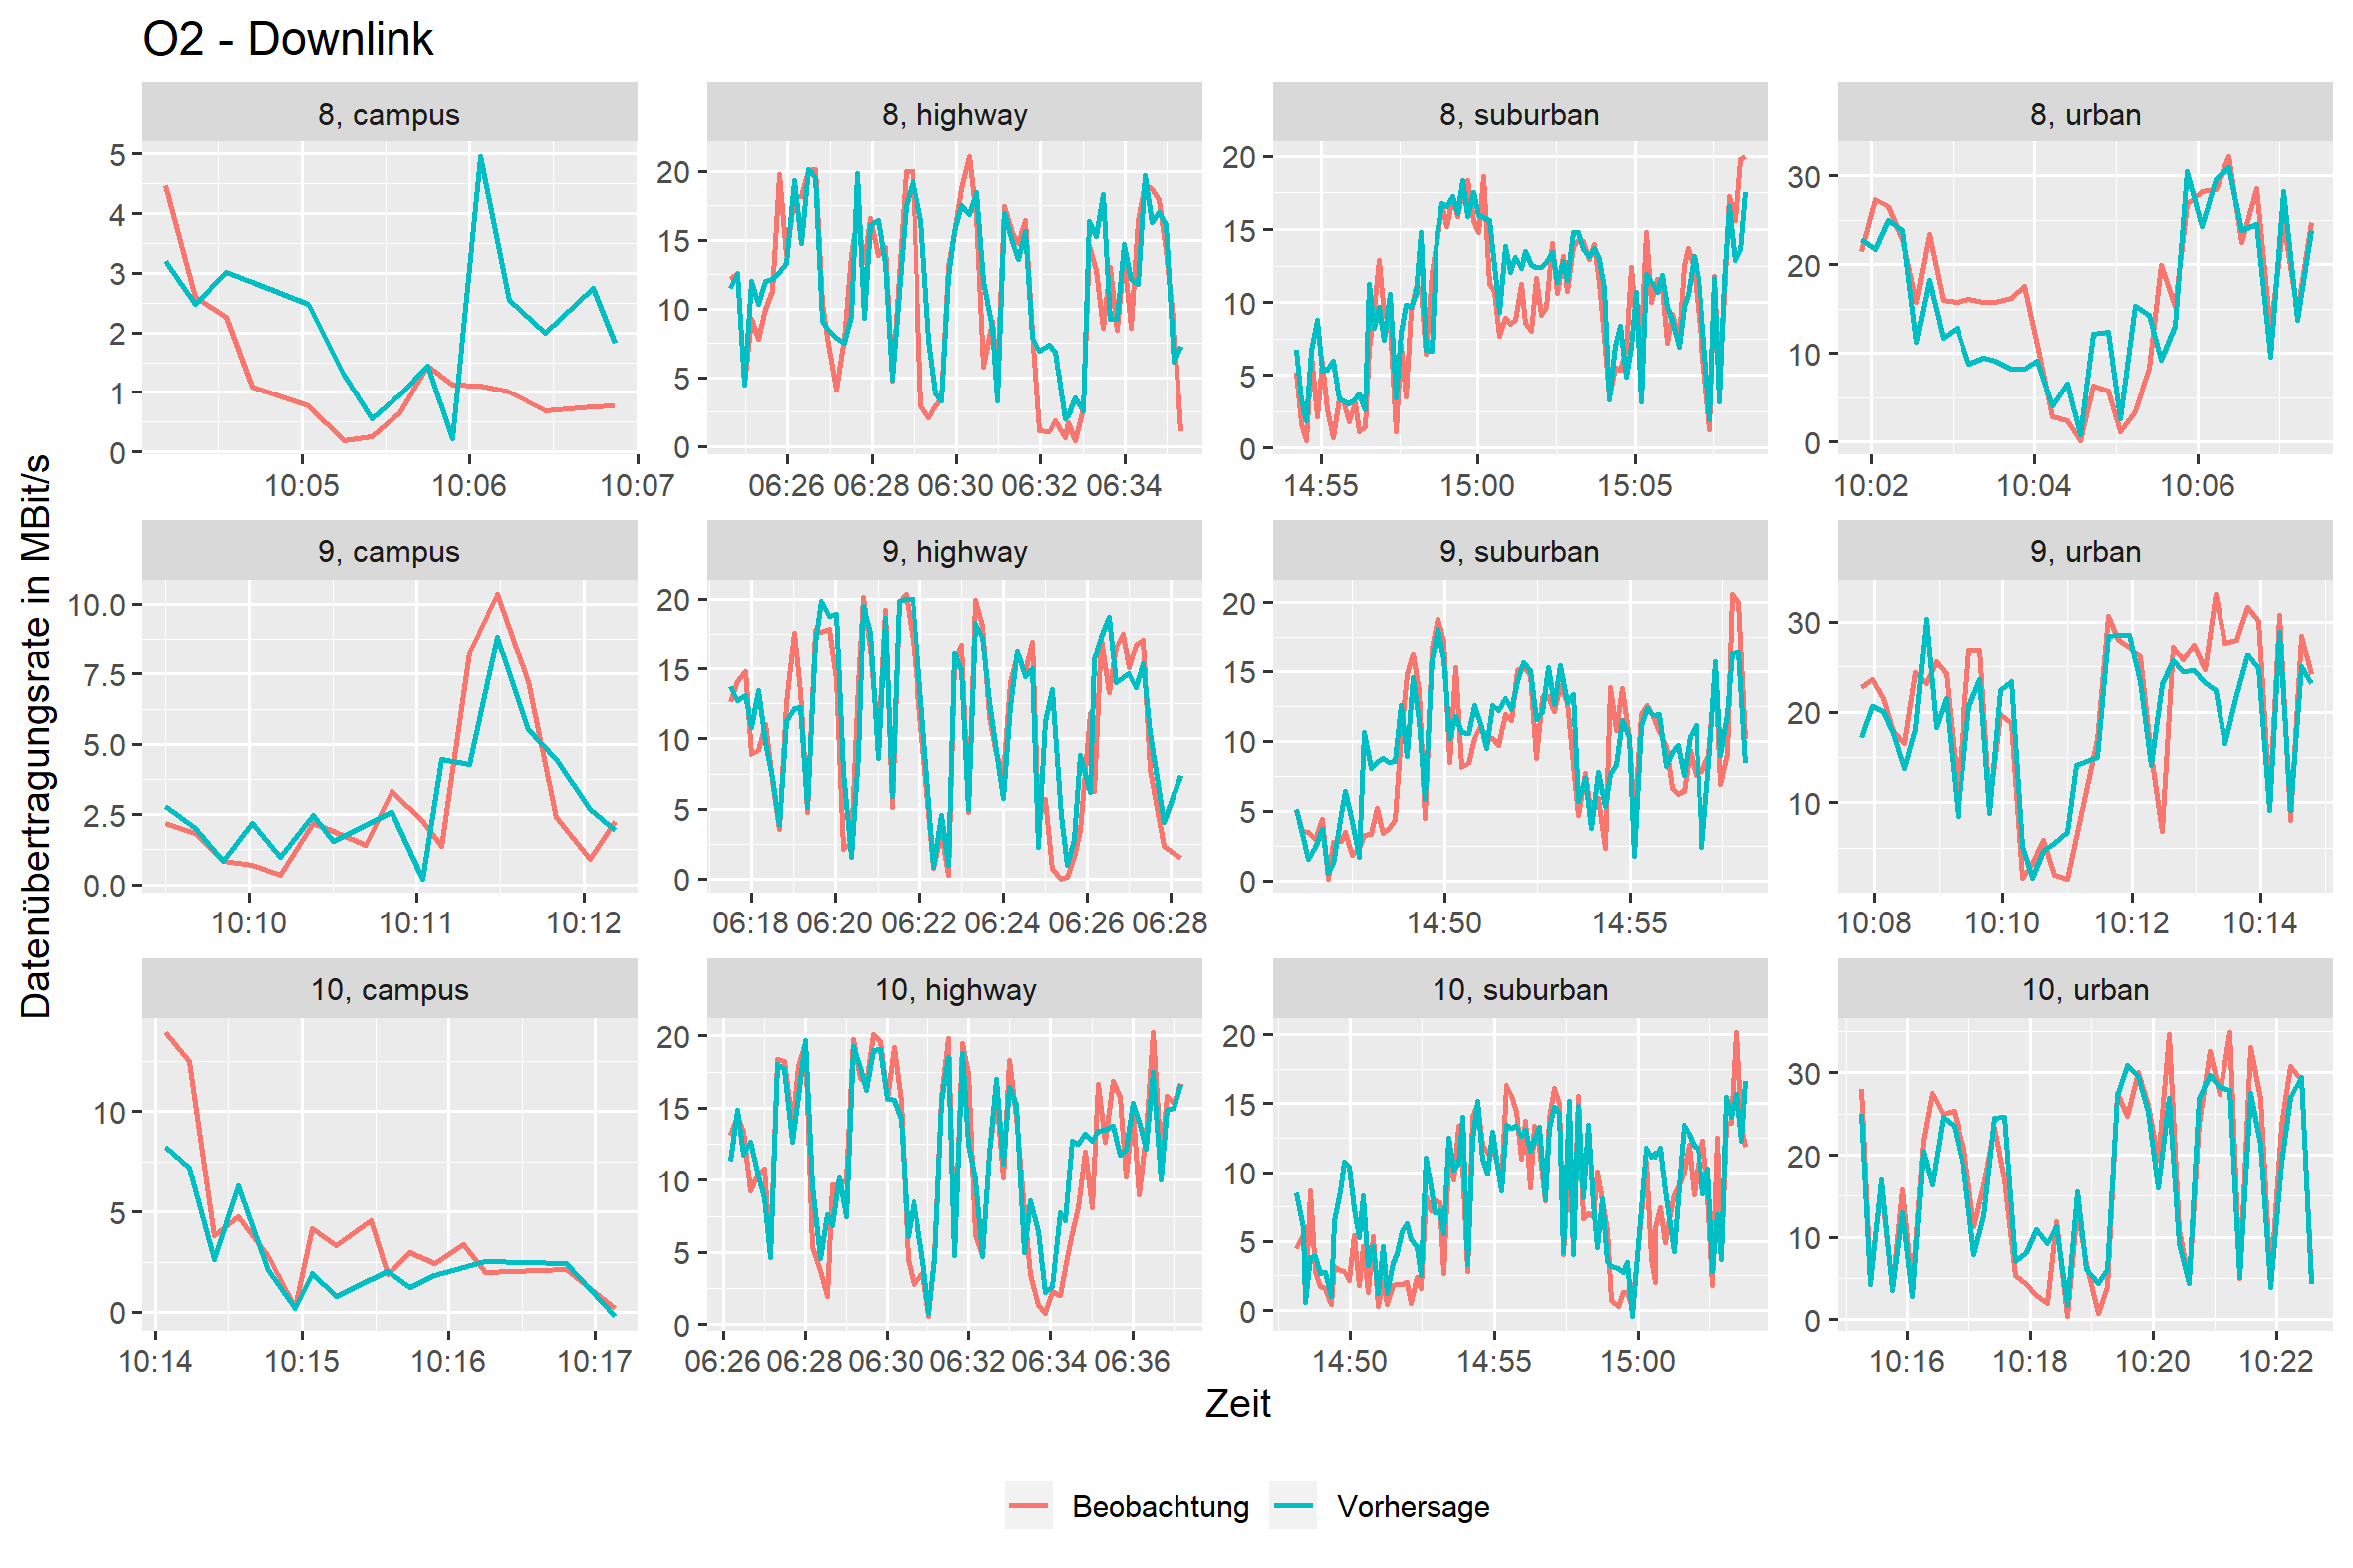 O2 - Downlink
8, campus
8, highway
8, suburban
8, urban
5
4
3
2
1
0
20
15
10
5
0
20
15
10
5
0
30
20
10
0
10:05 10:06 10:07
06:26 06:28 06:30 06:32 06:34
14:55 15:00 15:05
10:02 10:04 10:06
9, campus
9, highway
9, suburban
9, urban
10.0
7.5
5.0
2.5
0.0
20
15
10
5
0
20
15
10
5
0
30
20
10
10:10 10:11 10:12
06:18 06:20 06:22 06:24 06:26 06:28
14:50 14:55
10:08 10:10 10:12 10:14
10, campus
10, highway
10, suburban
10, urban
10
5
0
20
15
10
5
0
20
15
10
5
0
30
20
10
0
10:14 10:15 10:16 10:17
06:26 06:28 06:30 06:32 06:34 06:36
14:50 14:55 15:00
10:16 10:18 10:20 10:22
Datenübertragungsrate in MBit/s
Zeit
Beobachtung
Vorhersage